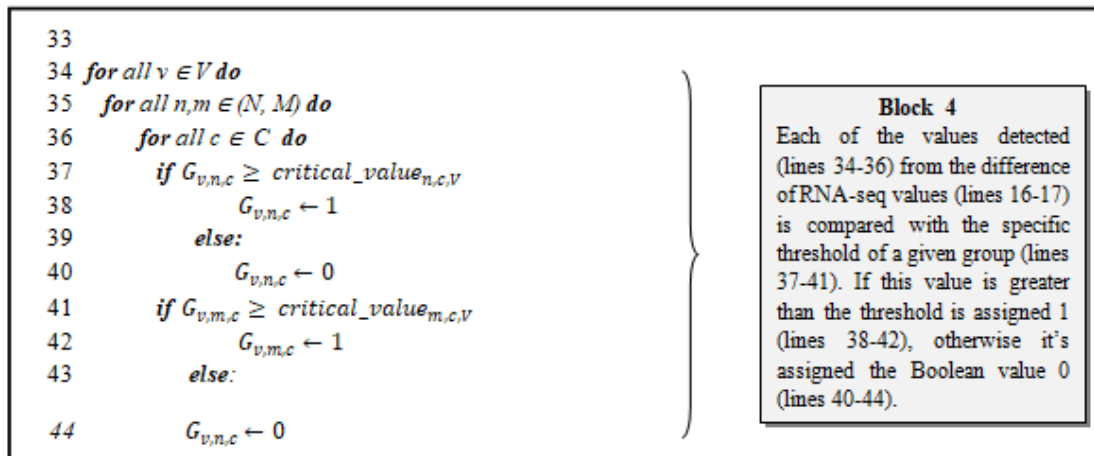 33
34 for all v ∈ V do
35 for all n,m ∈ (N, M) do
36 for all c ∈ C do
37 if G_{v,n,c} ≥ critical_value_{n,c,V}
38 G_{v,n,c} ← 1
39 else:
40 G_{v,n,c} ← 0
41 if G_{v,m,c} ≥ critical_value_{m,c,V}
42 G_{v,m,c} ← 1
43 else:
44 G_{v,n,c} ← 0
Block 4
Each of the values detected
(lines 34-36) from the difference
of RNA-seq values (lines 16-17)
is compared with the specific
threshold of a given group (lines
37-41). If this value is greater
than the threshold is assigned 1
(lines 38-42), otherwise it's
assigned the Boolean value 0
(lines 40-44).